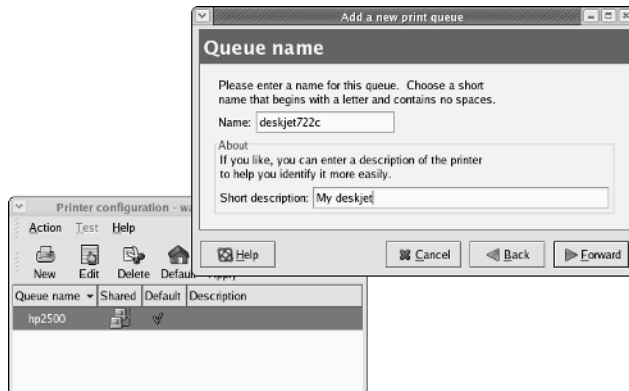 Add a new print queue
Queue name
Please enter a name for this queue. Choose a short
name that begins with a letter and contains no spaces.
Name: deskjet722c
About
If you like, you can enter a description of the printer
to help you identify it more easily.
Short description: My deskjet
Help Cancel Back Forward
Printer configuration - wa
Action Test Help
New Edit Delete Defaul
Queue name Shared Default Description
hp2500